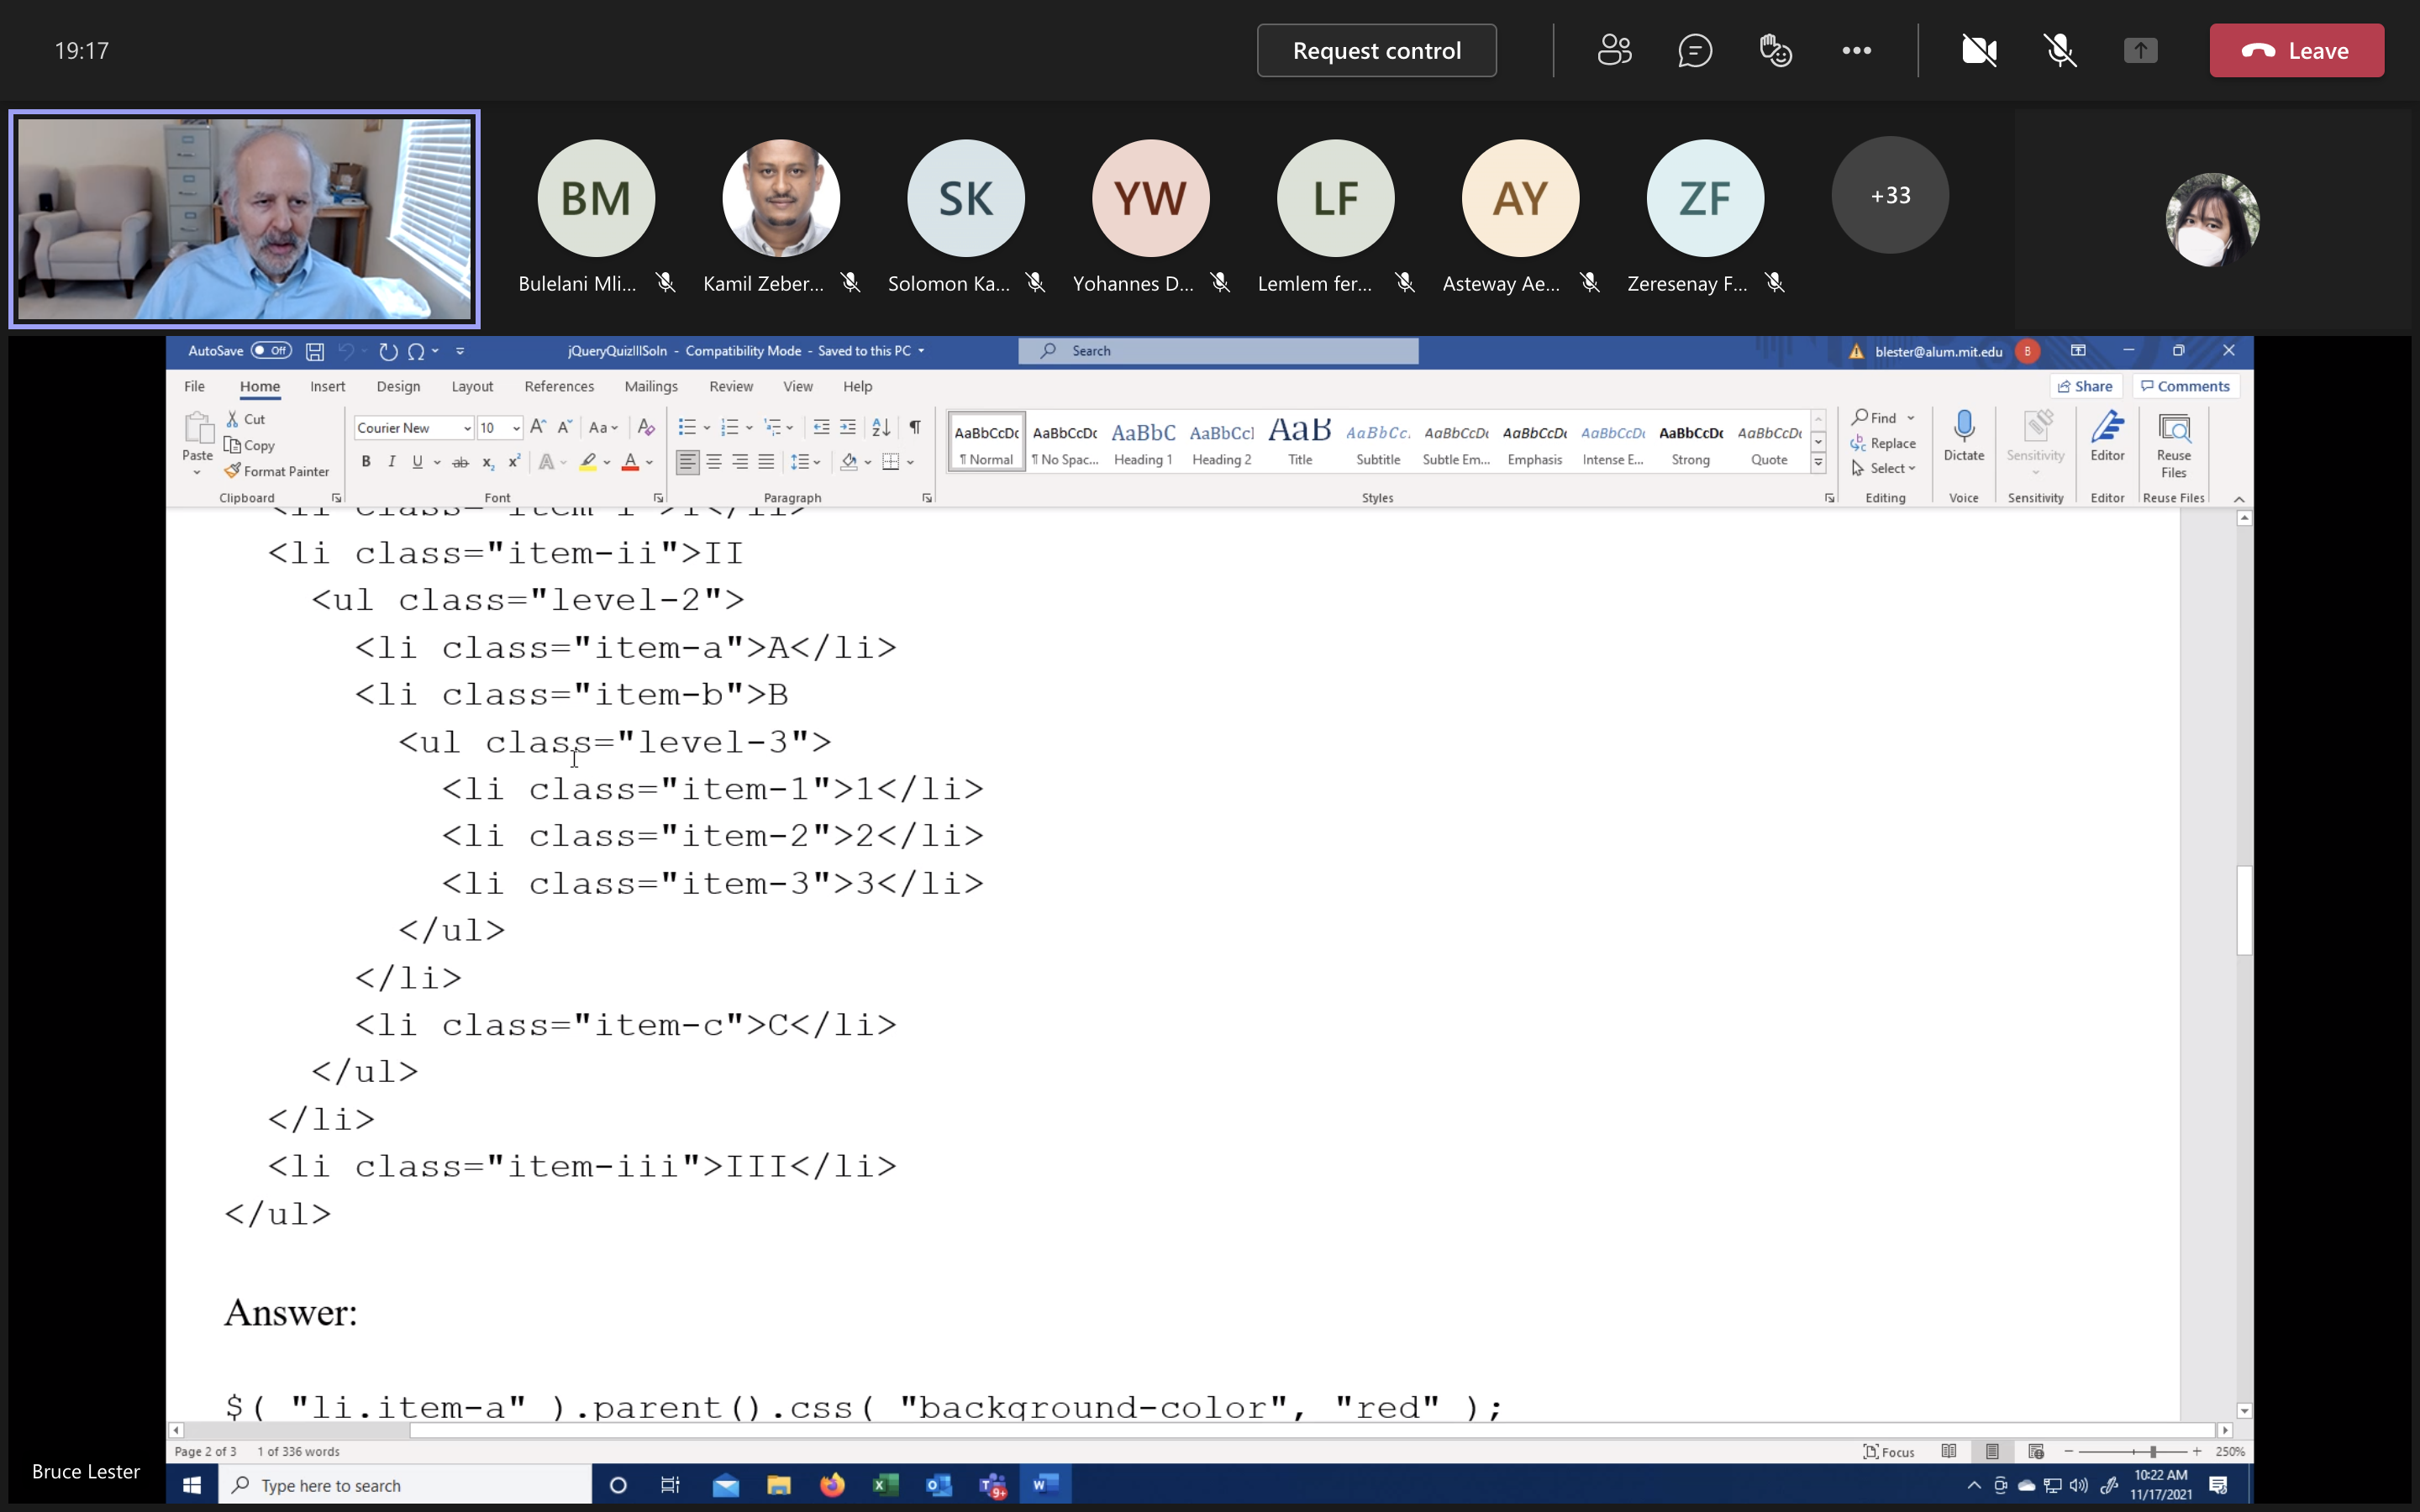 19:17
Request control
Leave
BM
SK
YW
LF
AY
ZF
+33
Bulelani Mli...
Kamil Zeber...
Solomon Ka...
Yohannes D...
Lemlem fer...
Asteway Ae...
Zeresenay F...
AutoSave Off
jQueryQuizIIISoln - Compatibility Mode - Saved to this PC
Search
blester@alum.mit.edu
B
File Home Insert Design Layout References Mailings Review View Help
Share Comments
Paste
Cut
Copy
Format Painter
Clipboard
Courier New 10
Font
Paragraph
AaBbCcDc AaBbCcDc AaBbC AaBbCcI AaB AaBbCc. AaBbCcDc AaBbCcDc AaBbCcDc AaBbCcDc AaBbCcDc
¶ Normal ¶ No Spac... Heading 1 Heading 2 Title Subtitle Subtle Em... Emphasis Intense E... Strong Quote
Styles
Find
Replace
Select
Editing
Dictate
Voice
Sensitivity
Sensitivity
Editor
Editor
Reuse
Files
Reuse Files
<li class="item-i">I</li>
<li class="item-ii">II
<ul class="level-2">
<li class="item-a">A</li>
<li class="item-b">B
<ul class="level-3">
<li class="item-1">1</li>
<li class="item-2">2</li>
<li class="item-3">3</li>
</ul>
</li>
<li class="item-c">C</li>
</ul>
</li>
<li class="item-iii">III</li>
</ul>
Answer:
$( "li.item-a" ).parent().css( "background-color", "red" );
Page 2 of 3 1 of 336 words
Focus
250%
Bruce Lester
Type here to search
9+
10:22 AM
11/17/2021